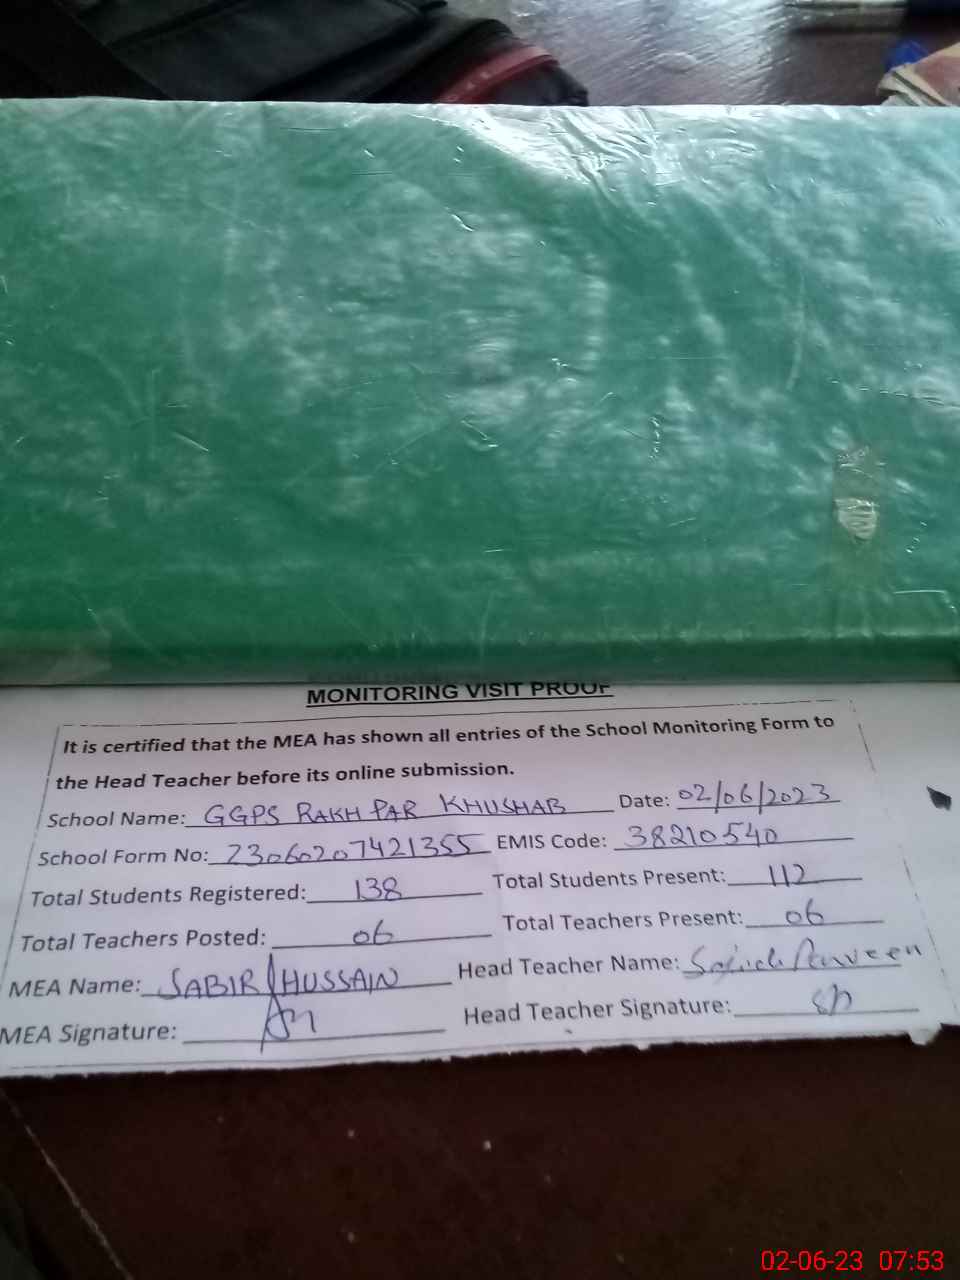 MONITORING VISIT PROOF
It is certified that the MEA has shown all entries of the School Monitoring Form to
the Head Teacher before its online submission.
School Name: GGPS RAKH PAR KHUSHAB Date: 02/06/2023
School Form No: 23060207421355 EMIS Code: 38210540
Total Students Registered: 138 Total Students Present: 112
Total Teachers Posted: 06 Total Teachers Present: 06
MEA Name: SABIR HUSSAIN Head Teacher Name: Parveen
MEA Signature: Head Teacher Signature:
02-06-23 07:53